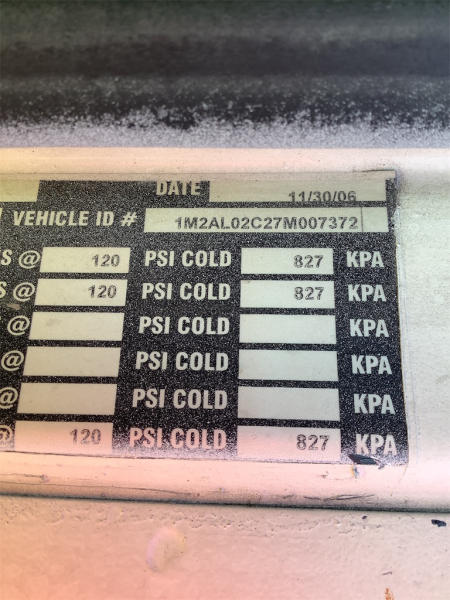 DATE 11/30/06
VEHICLE ID # 1M2AL02C27M007372
S @ 120 PSI COLD 827 KPA
S @ 120 PSI COLD 827 KPA
@ PSI COLD KPA
@ PSI COLD KPA
@ PSI COLD KPA
@ 120 PSI COLD 827 KPA